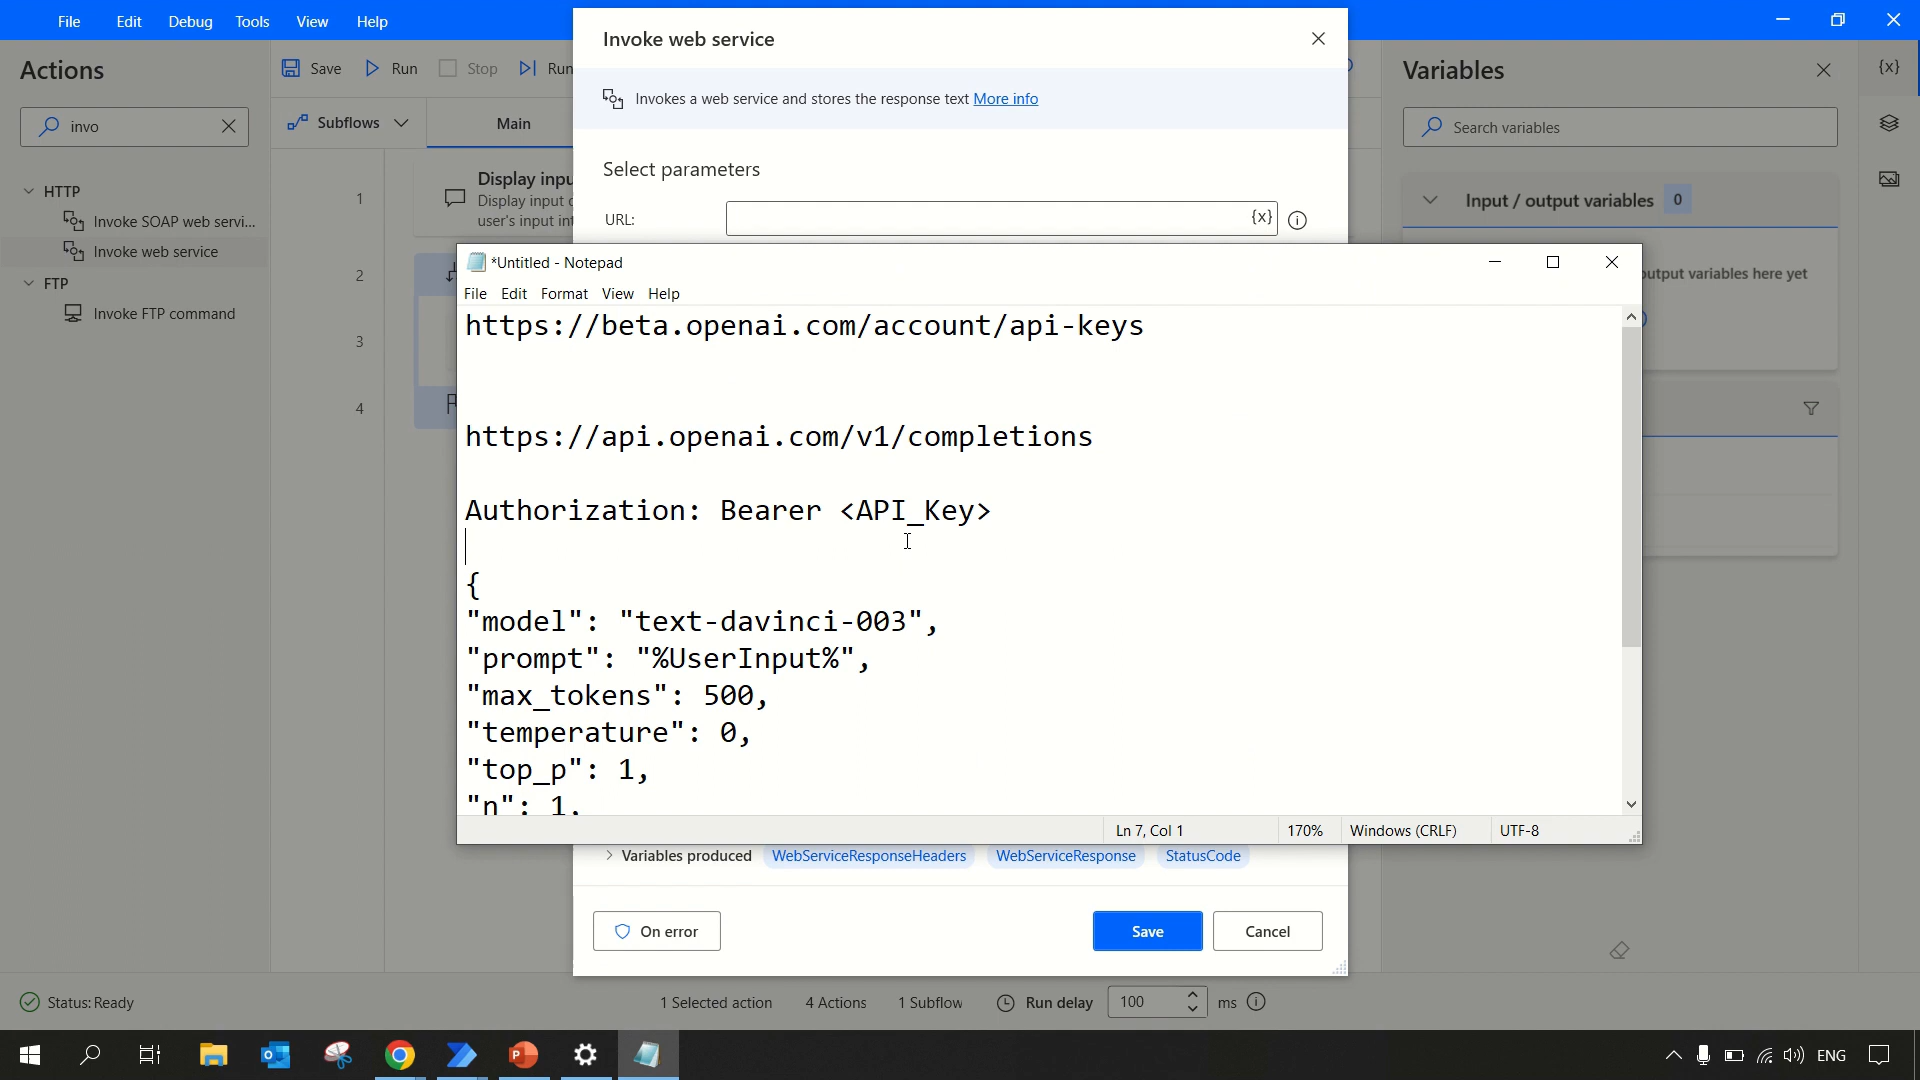 File Edit Debug Tools View Help
Actions
invo
HTTP
Invoke SOAP web servi...
Invoke web service
FTP
Invoke FTP command
Save Run Stop Run
Subflows Main
1
2
3
4
Display inpu
Display input
user's input in
Invoke web service
Invokes a web service and stores the response text More info
Select parameters
URL: {x}
*Untitled - Notepad
File Edit Format View Help
https://beta.openai.com/account/api-keys
https://api.openai.com/v1/completions
Authorization: Bearer <API_Key>
{
"model": "text-davinci-003",
"prompt": "%UserInput%",
"max_tokens": 500,
"temperature": 0,
"top_p": 1,
"n": 1,
Ln 7, Col 1 170% Windows (CRLF) UTF-8
Variables produced WebServiceResponseHeaders WebServiceResponse StatusCode
On error Save Cancel
Variables
{x}
Search variables
Input / output variables 0
output variables here yet
Status: Ready 1 Selected action 4 Actions 1 Subflow Run delay 100 ms
ENG